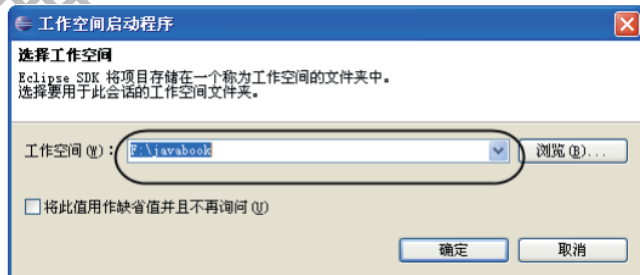 工作空间启动程序
选择工作空间
Eclipse SDK 将项目存储在一个称为工作空间的文件夹中。
选择要用于此会话的工作空间文件夹。
工作空间(W)： F:\javabook 浏览(B)...
将此值用作缺省值并且不再询问(U)
确定 取消